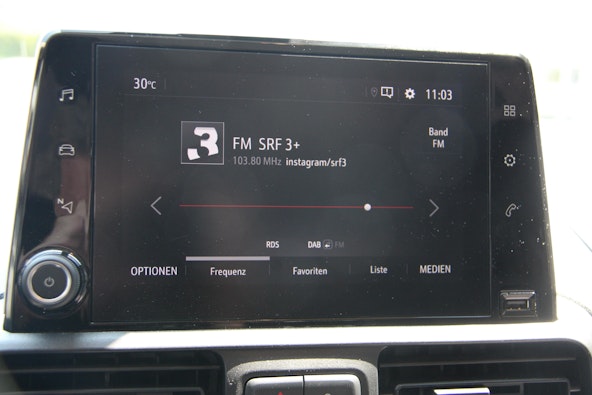 30°C
11:03
3
FM SRF 3+
103.80 MHz instagram/srf3
Band
FM
N
RDS DAB FM
OPTIONEN Frequenz Favoriten Liste MEDIEN